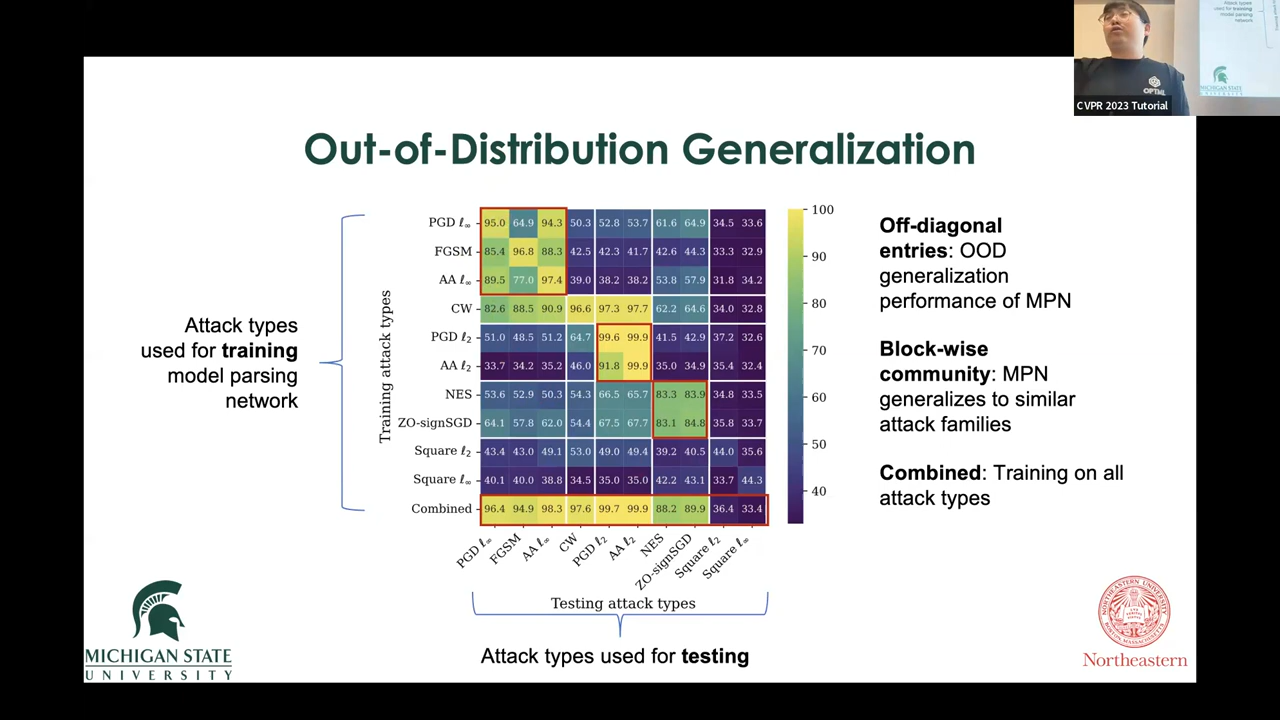 CVPR 2023 Tutorial
OPTML
Attack types
used for training
model parsing
network
MICHIGAN STATE
UNIVERSITY
Out-of-Distribution Generalization
Attack types
used for training
model parsing
network
Training attack types
PGD ℓ∞ 95.0 64.9 94.3 50.3 52.8 53.7 61.6 64.9 34.5 33.6
FGSM 85.4 96.8 88.3 42.5 42.3 41.7 42.6 44.3 33.3 32.9
AA ℓ∞ 89.5 77.0 97.4 39.0 38.2 38.2 53.8 57.9 31.8 34.2
CW 82.6 88.5 90.9 96.6 97.3 97.7 62.2 64.6 34.0 32.8
PGD ℓ2 51.0 48.5 51.2 64.7 99.6 99.9 41.5 42.9 37.2 32.6
AA ℓ2 33.7 34.2 35.2 46.0 91.8 99.9 35.0 34.9 35.4 32.4
NES 53.6 52.9 50.3 54.3 66.5 65.7 83.3 83.9 34.8 33.5
ZO-signSGD 64.1 57.8 62.0 54.4 67.5 67.7 83.1 84.8 35.8 33.7
Square ℓ2 43.4 43.0 49.1 53.0 49.0 49.4 39.2 40.5 44.0 35.6
Square ℓ∞ 40.1 40.0 38.8 34.5 35.0 35.0 42.2 43.1 33.7 44.3
Combined 96.4 94.9 98.3 97.6 99.7 99.9 88.2 89.9 36.4 33.4
PGD ℓ∞ FGSM AA ℓ∞ CW PGD ℓ2 AA ℓ2 NES ZO-signSGD Square ℓ2 Square ℓ∞
Testing attack types
Attack types used for testing
100
90
80
70
60
50
40
Off-diagonal
entries: OOD
generalization
performance of MPN
Block-wise
community: MPN
generalizes to similar
attack families
Combined: Training on all
attack types
MICHIGAN STATE
UNIVERSITY
Northeastern